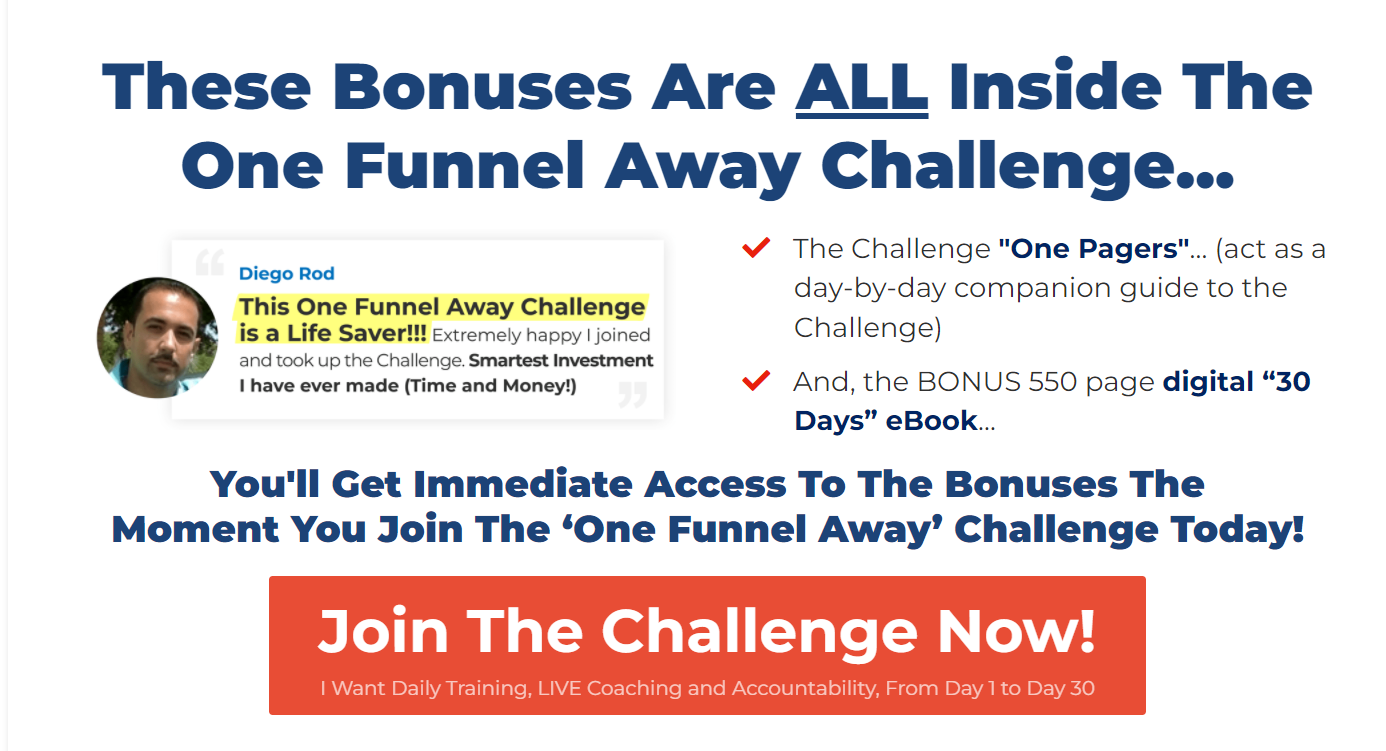 These Bonuses Are ALL Inside The
One Funnel Away Challenge...
Diego Rod
This One Funnel Away Challenge
is a Life Saver!!! Extremely happy I joined
and took up the Challenge. Smartest Investment
I have ever made (Time and Money!)
The Challenge "One Pagers"... (act as a
day-by-day companion guide to the
Challenge)
And, the BONUS 550 page digital “30
Days” eBook...
You'll Get Immediate Access To The Bonuses The
Moment You Join The ‘One Funnel Away’ Challenge Today!
Join The Challenge Now!
I Want Daily Training, LIVE Coaching and Accountability, From Day 1 to Day 30